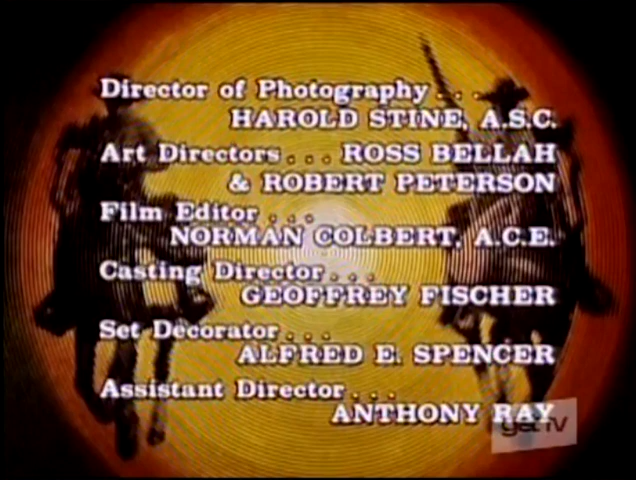 Director of Photography . . .
HAROLD STINE, A.S.C.
Art Directors . . . ROSS BELLAH
& ROBERT PETERSON
Film Editor . . .
NORMAN COLBERT, A.C.E.
Casting Director . . .
GEOFFREY FISCHER
Set Decorator . . .
ALFRED E. SPENCER
Assistant Director . . .
ANTHONY RAY
getTV